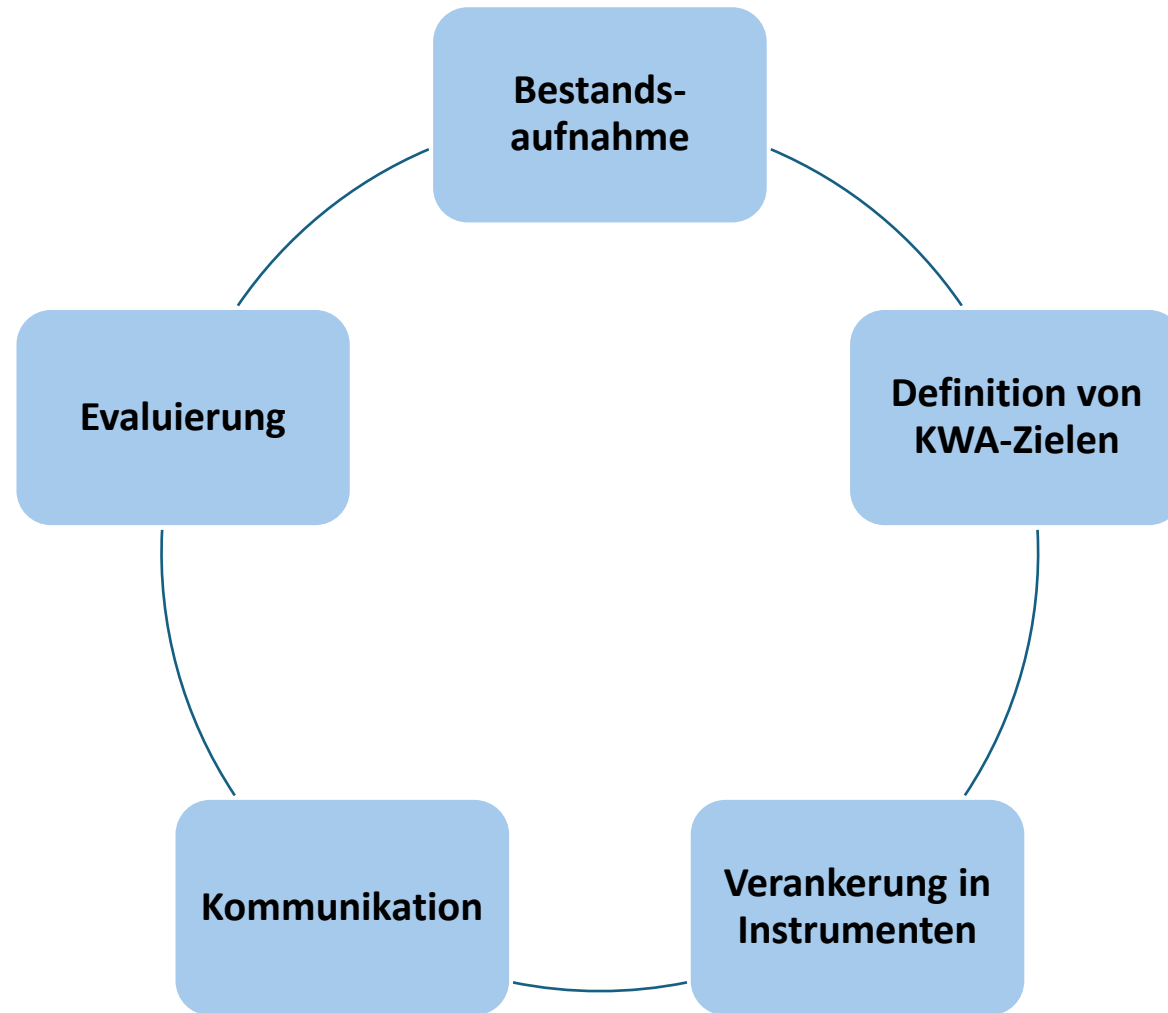 Bestands-
aufnahme
Definition von
KWA-Zielen
Verankerung in
Instrumenten
Kommunikation
Evaluierung